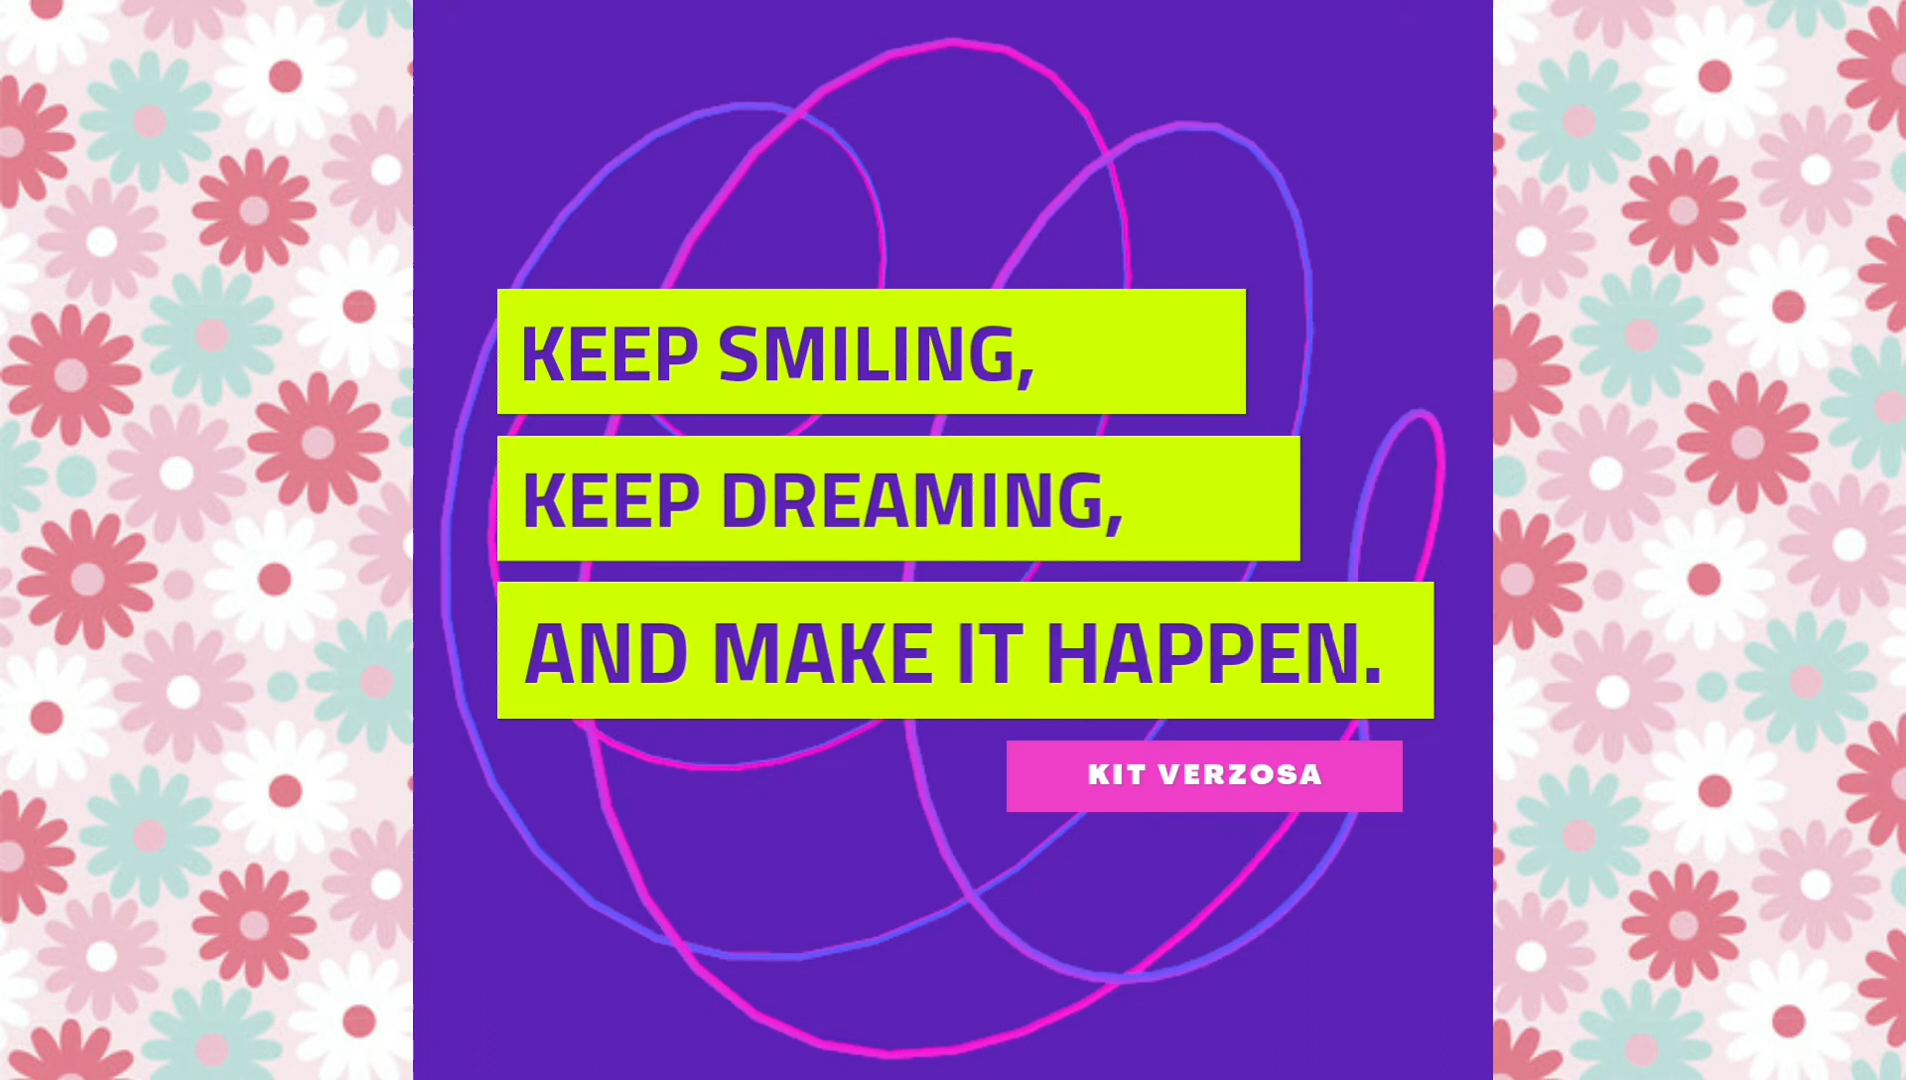 KEEP SMILING,
KEEP DREAMING,
AND MAKE IT HAPPEN.
KIT VERZOSA